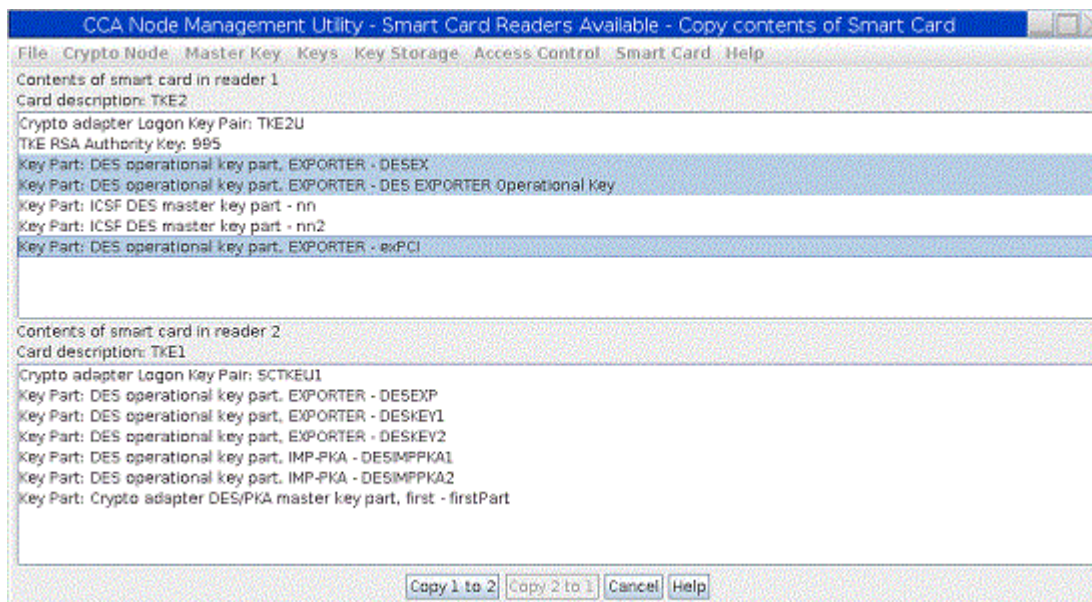 CCA Node Management Utility - Smart Card Readers Available - Copy contents of Smart Card
File Crypto Node Master Key Keys Key Storage Access Control Smart Card Help
Contents of smart card in reader 1
Card description: TKE2
Crypto adapter Logon Key Pair: TKE2U
TKE RSA Authority Key: 995
Key Part: DES operational key part, EXPORTER - DESEX
Key Part: DES operational key part, EXPORTER - DES EXPORTER Operational Key
Key Part: ICSF DES master key part - nn
Key Part: ICSF DES master key part - nn2
Key Part: DES operational key part, EXPORTER - exPCI
Contents of smart card in reader 2
Card description: TKE1
Crypto adapter Logon Key Pair: SCTKEU1
Key Part: DES operational key part, EXPORTER - DESEXP
Key Part: DES operational key part, EXPORTER - DESKEY1
Key Part: DES operational key part, EXPORTER - DESKEY2
Key Part: DES operational key part, IMP-PKA - DESIMPPKA1
Key Part: DES operational key part, IMP-PKA - DESIMPPKA2
Key Part: Crypto adapter DES/PKA master key part, first - firstPart
Copy 1 to 2 Copy 2 to 1 Cancel Help